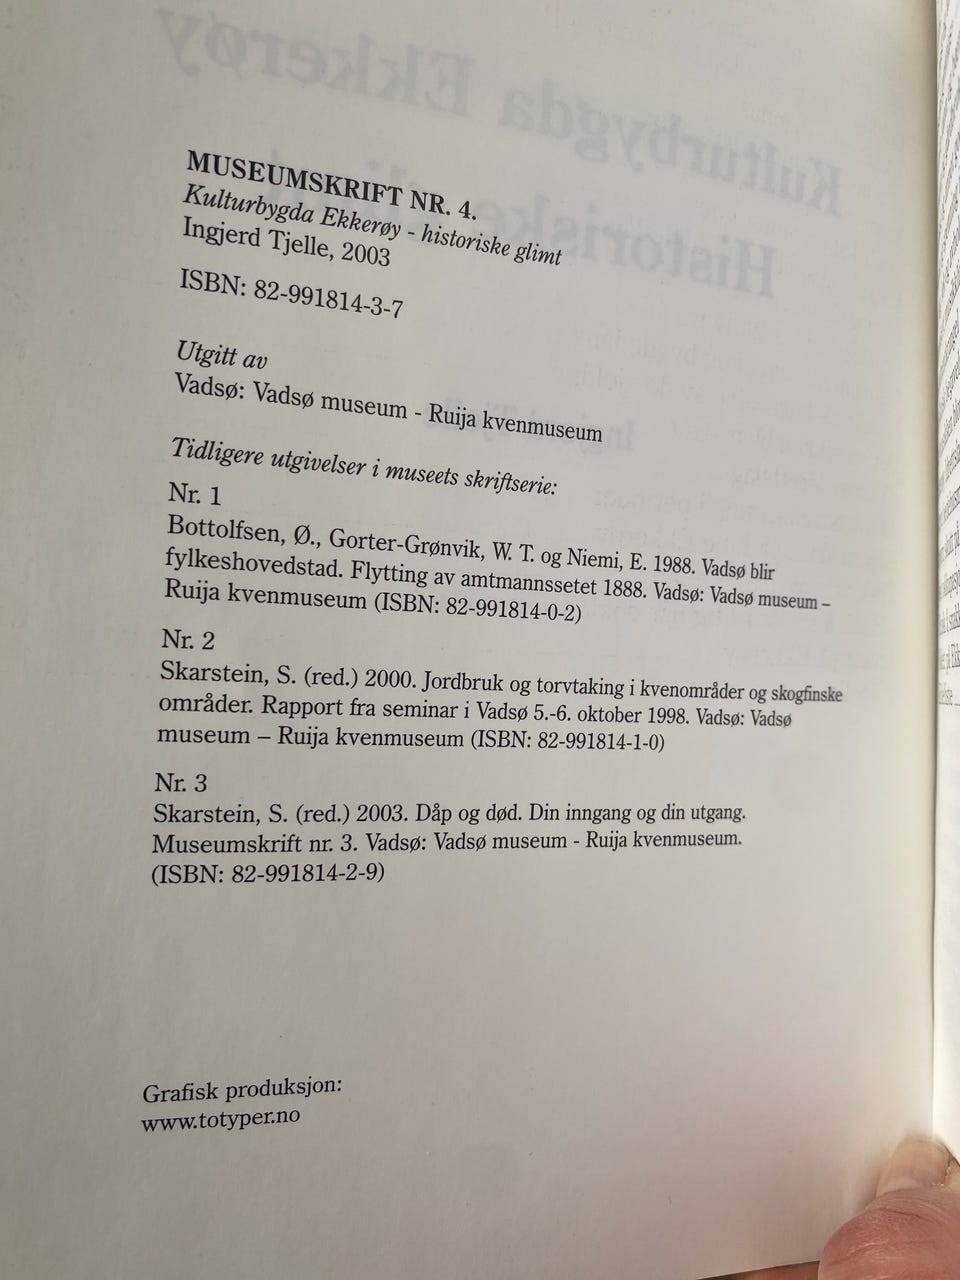 MUSEUMSKRIFT NR. 4.
Kulturbygda Ekkerøy - historiske glimt
Ingjerd Tjelle, 2003
ISBN: 82-991814-3-7
Utgitt av
Vadsø: Vadsø museum - Ruija kvenmuseum
Tidligere utgivelser i museets skriftserie:
Nr. 1
Bottolfsen, Ø., Gorter-Grønvik, W. T. og Niemi, E. 1988. Vadsø blir
fylkeshovedstad. Flytting av amtmannssetet 1888. Vadsø: Vadsø museum –
Ruija kvenmuseum (ISBN: 82-991814-0-2)
Nr. 2
Skarstein, S. (red.) 2000. Jordbruk og torvtaking i kvenområder og skogfinske
områder. Rapport fra seminar i Vadsø 5.-6. oktober 1998. Vadsø: Vadsø
museum – Ruija kvenmuseum (ISBN: 82-991814-1-0)
Nr. 3
Skarstein, S. (red.) 2003. Dåp og død. Din inngang og din utgang.
Museumskrift nr. 3. Vadsø: Vadsø museum - Ruija kvenmuseum.
(ISBN: 82-991814-2-9)
Grafisk produksjon:
www.totyper.no